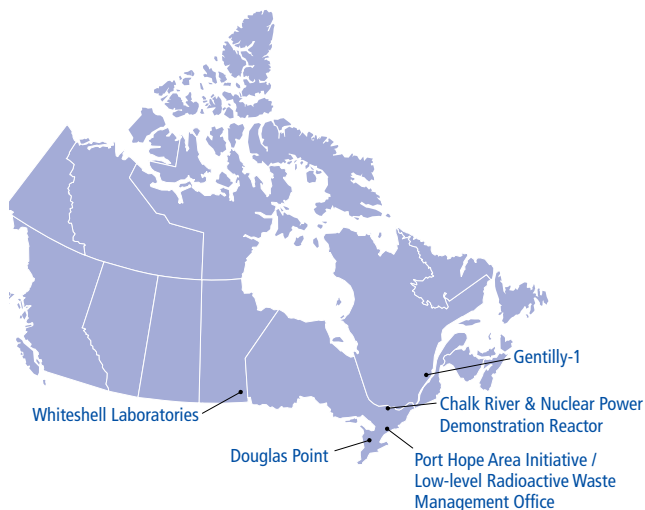 Gentilly-1
Chalk River & Nuclear Power
Demonstration Reactor
Whiteshell Laboratories
Douglas Point
Port Hope Area Initiative /
Low-level Radioactive Waste
Management Office